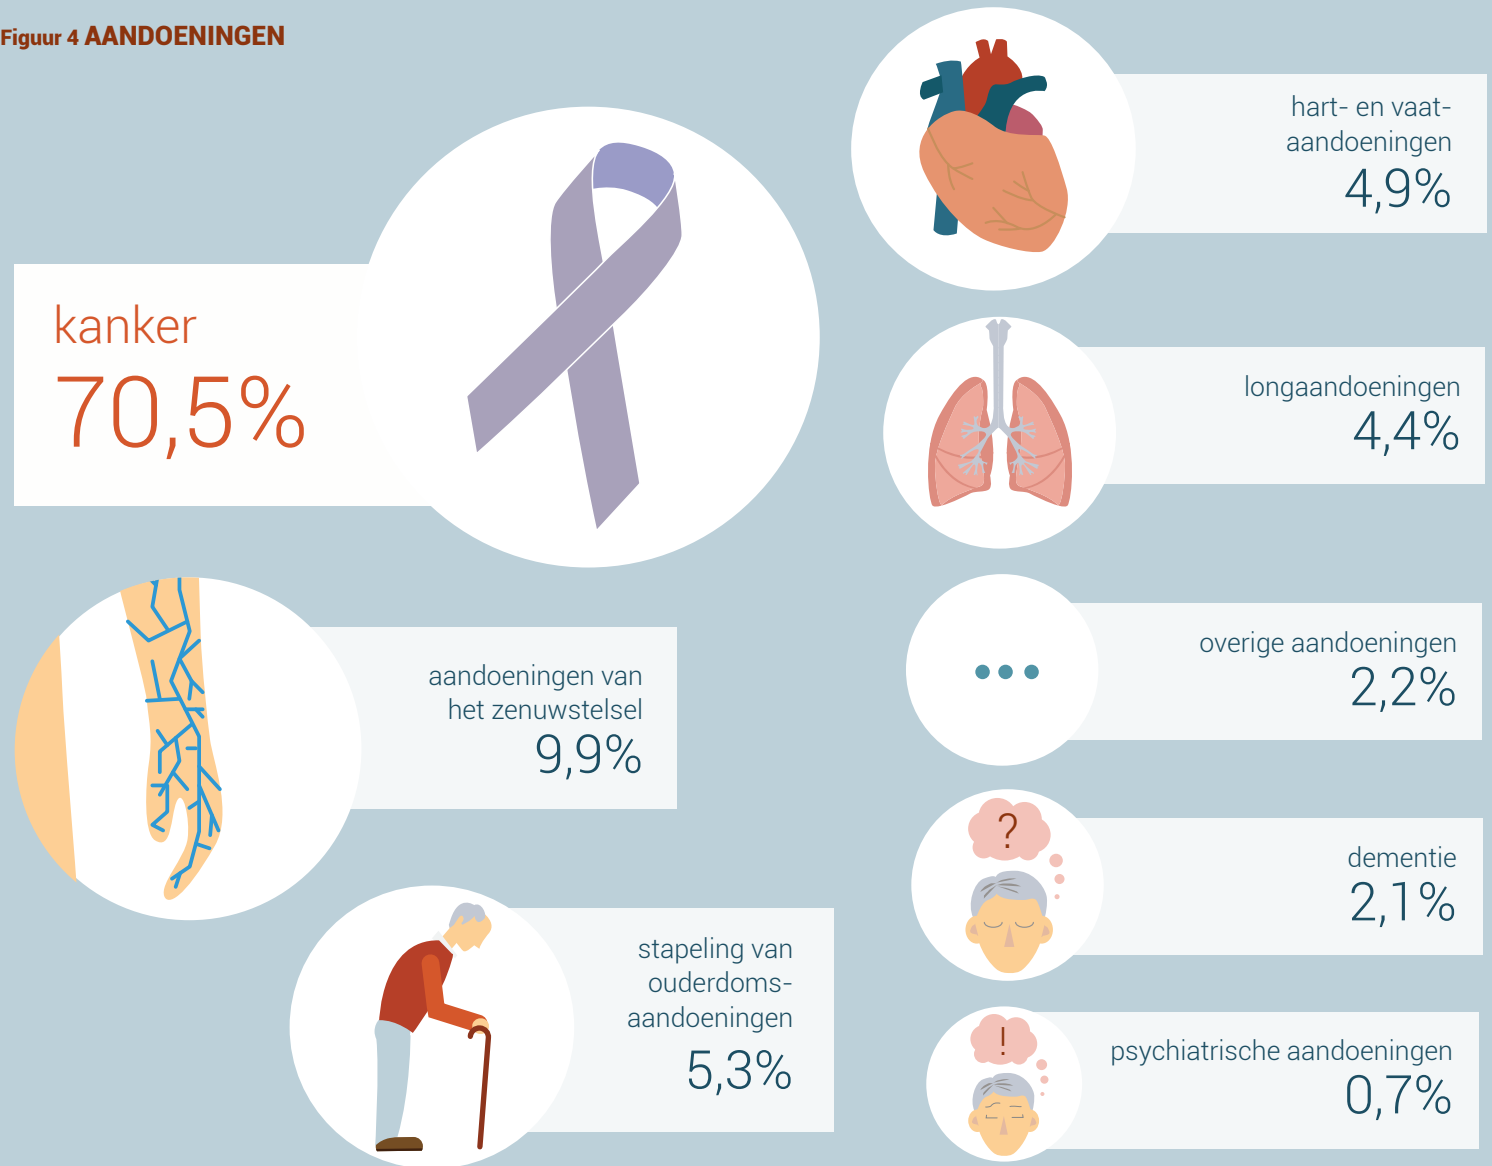 Figuur 4 AANDOENINGEN
kanker
70,5%
aandoeningen van
het zenuwstelsel
9,9%
stapeling van
ouderdoms-
aandoeningen
5,3%
hart- en vaat-
aandoeningen
4,9%
longaandoeningen
4,4%
overige aandoeningen
2,2%
?
dementie
2,1%
!
psychiatrische aandoeningen
0,7%